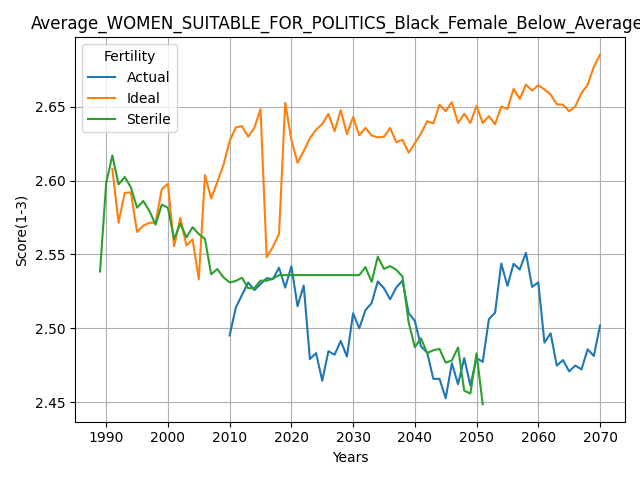 Average_WOMEN_SUITABLE_FOR_POLITICS_Black_Female_Below_Average
Fertility
Actual
Ideal
Sterile
Score(1-3)
2.65
2.60
2.55
2.50
2.45
1990 2000 2010 2020 2030 2040 2050 2060 2070
Years